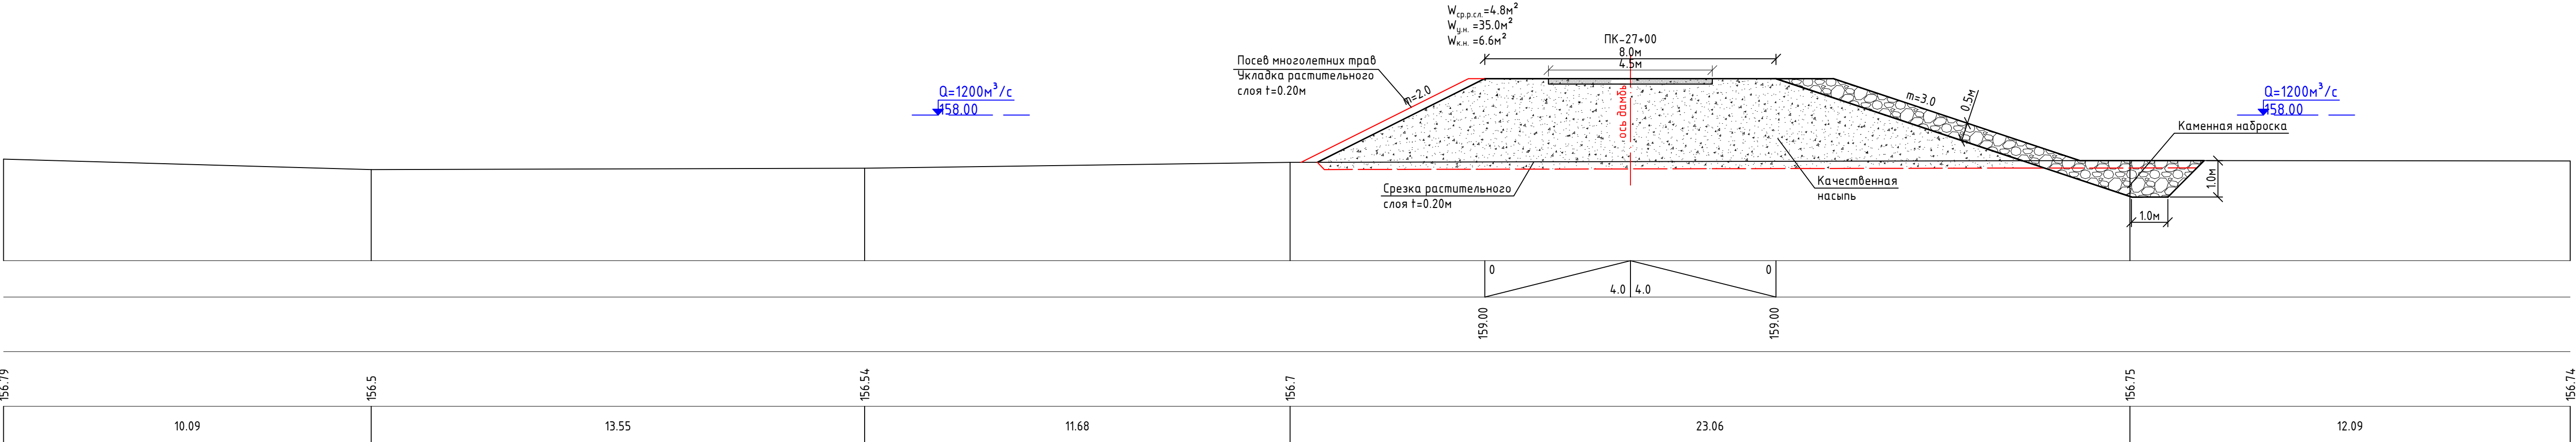 Wср.р.сл.=4.8м²
Wу.н. =35.0м²
Wк.н. =6.6м²
ПК-27+00
8.0м
4.5м
Посев многолетних трав
Укладка растительного
слоя t=0.20м
m=2.0
ось дамбы
m=3.0
0.5м
Q=1200м³/с
158.00
Q=1200м³/с
158.00
Каменная наброска
Срезка растительного
слоя t=0.20м
Качественная
насыпь
1.0м
1.0м
0
0
4.0
4.0
159.00
159.00
156.79
156.5
156.54
156.7
156.75
156.74
10.09
13.55
11.68
23.06
12.09